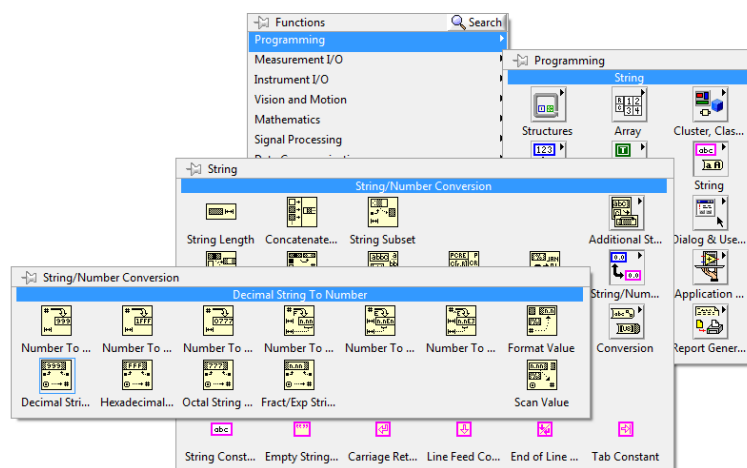 Functions
Search
Programming
Measurement I/O
Instrument I/O
Vision and Motion
Mathematics
Signal Processing
Programming
String
Structures
Array
Cluster, Clas...
String
Dialog & Use...
Application ...
Report Gener...
String
String/Number Conversion
String Length
Concatenate...
String Subset
Additional St...
String/Num...
Conversion
String/Number Conversion
Decimal String To Number
Number To ...
Number To ...
Number To ...
Number To ...
Number To ...
Number To ...
Format Value
Decimal Stri...
Hexadecimal...
Octal String ...
Fract/Exp Stri...
Scan Value
String Const...
Empty String...
Carriage Ret...
Line Feed Co...
End of Line ...
Tab Constant